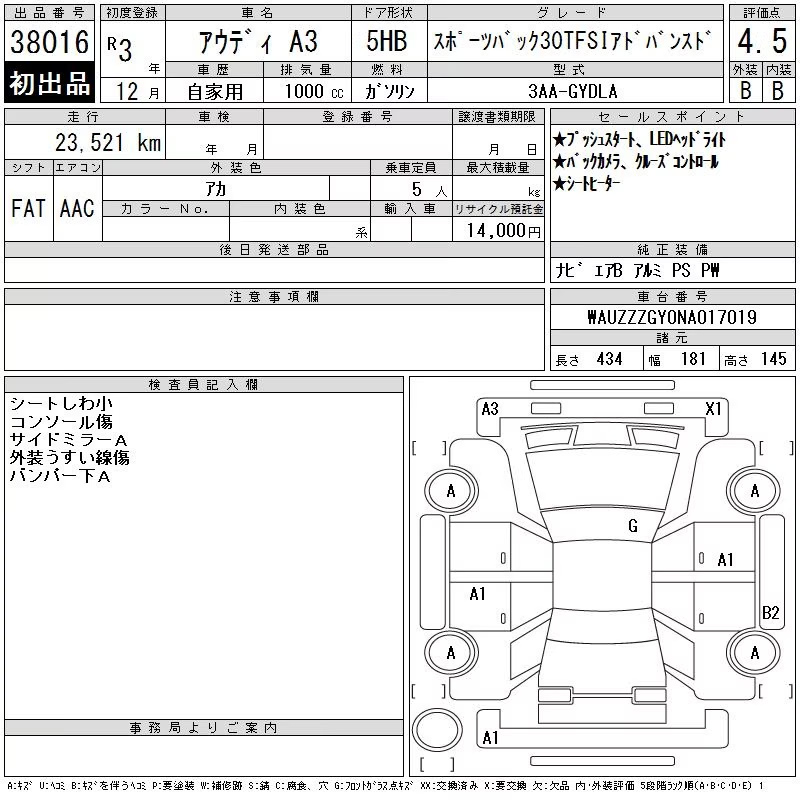 出品番号 初度登録 車名 ドア形状 グレード 評価点
38016 R3年 アウディ A3 5HB スポーツバック30TFSIアドバンスド 4.5
初出品 12月 車歴 排気量 燃料 型式 外装 内装
自家用 1000 cc ガソリン 3AA-GYDLA B B
走行 車検 登録番号 譲渡書類期限 セールスポイント
23,521 km 年 月 月 日
★プッシュスタート、LEDヘッドライト
★バックカメラ、クルーズコントロール
★シートヒーター
シフト エアコン 外装色 乗車定員 最大積載量
FAT AAC アカ 5 人 kg
カラーNo. 内装色 輸入車 リサイクル預託金
系 14,000円
後日発送部品 純正装備
ナビ エアB アルミ PS PW
注意事項欄 車台番号
WAUZZZGY0NA017019
諸元
長さ 434 幅 181 高さ 145
検査員記入欄
シートしわ小
コンソール傷
サイドミラーA
外装うすい線傷
バンパー下A
A3 X1
A A
G
A1
A1
B2
A A
A1
事務局よりご案内
A:キズ U:ヘコミ B:キズを伴うヘコミ P:要塗装 W:補修跡 S:錆 C:腐食、穴 G:フロントガラス点キズ XX:交換済み X:要交換 欠:欠品 内・外装評価 5段階ランク順(A・B・C・D・E) 1